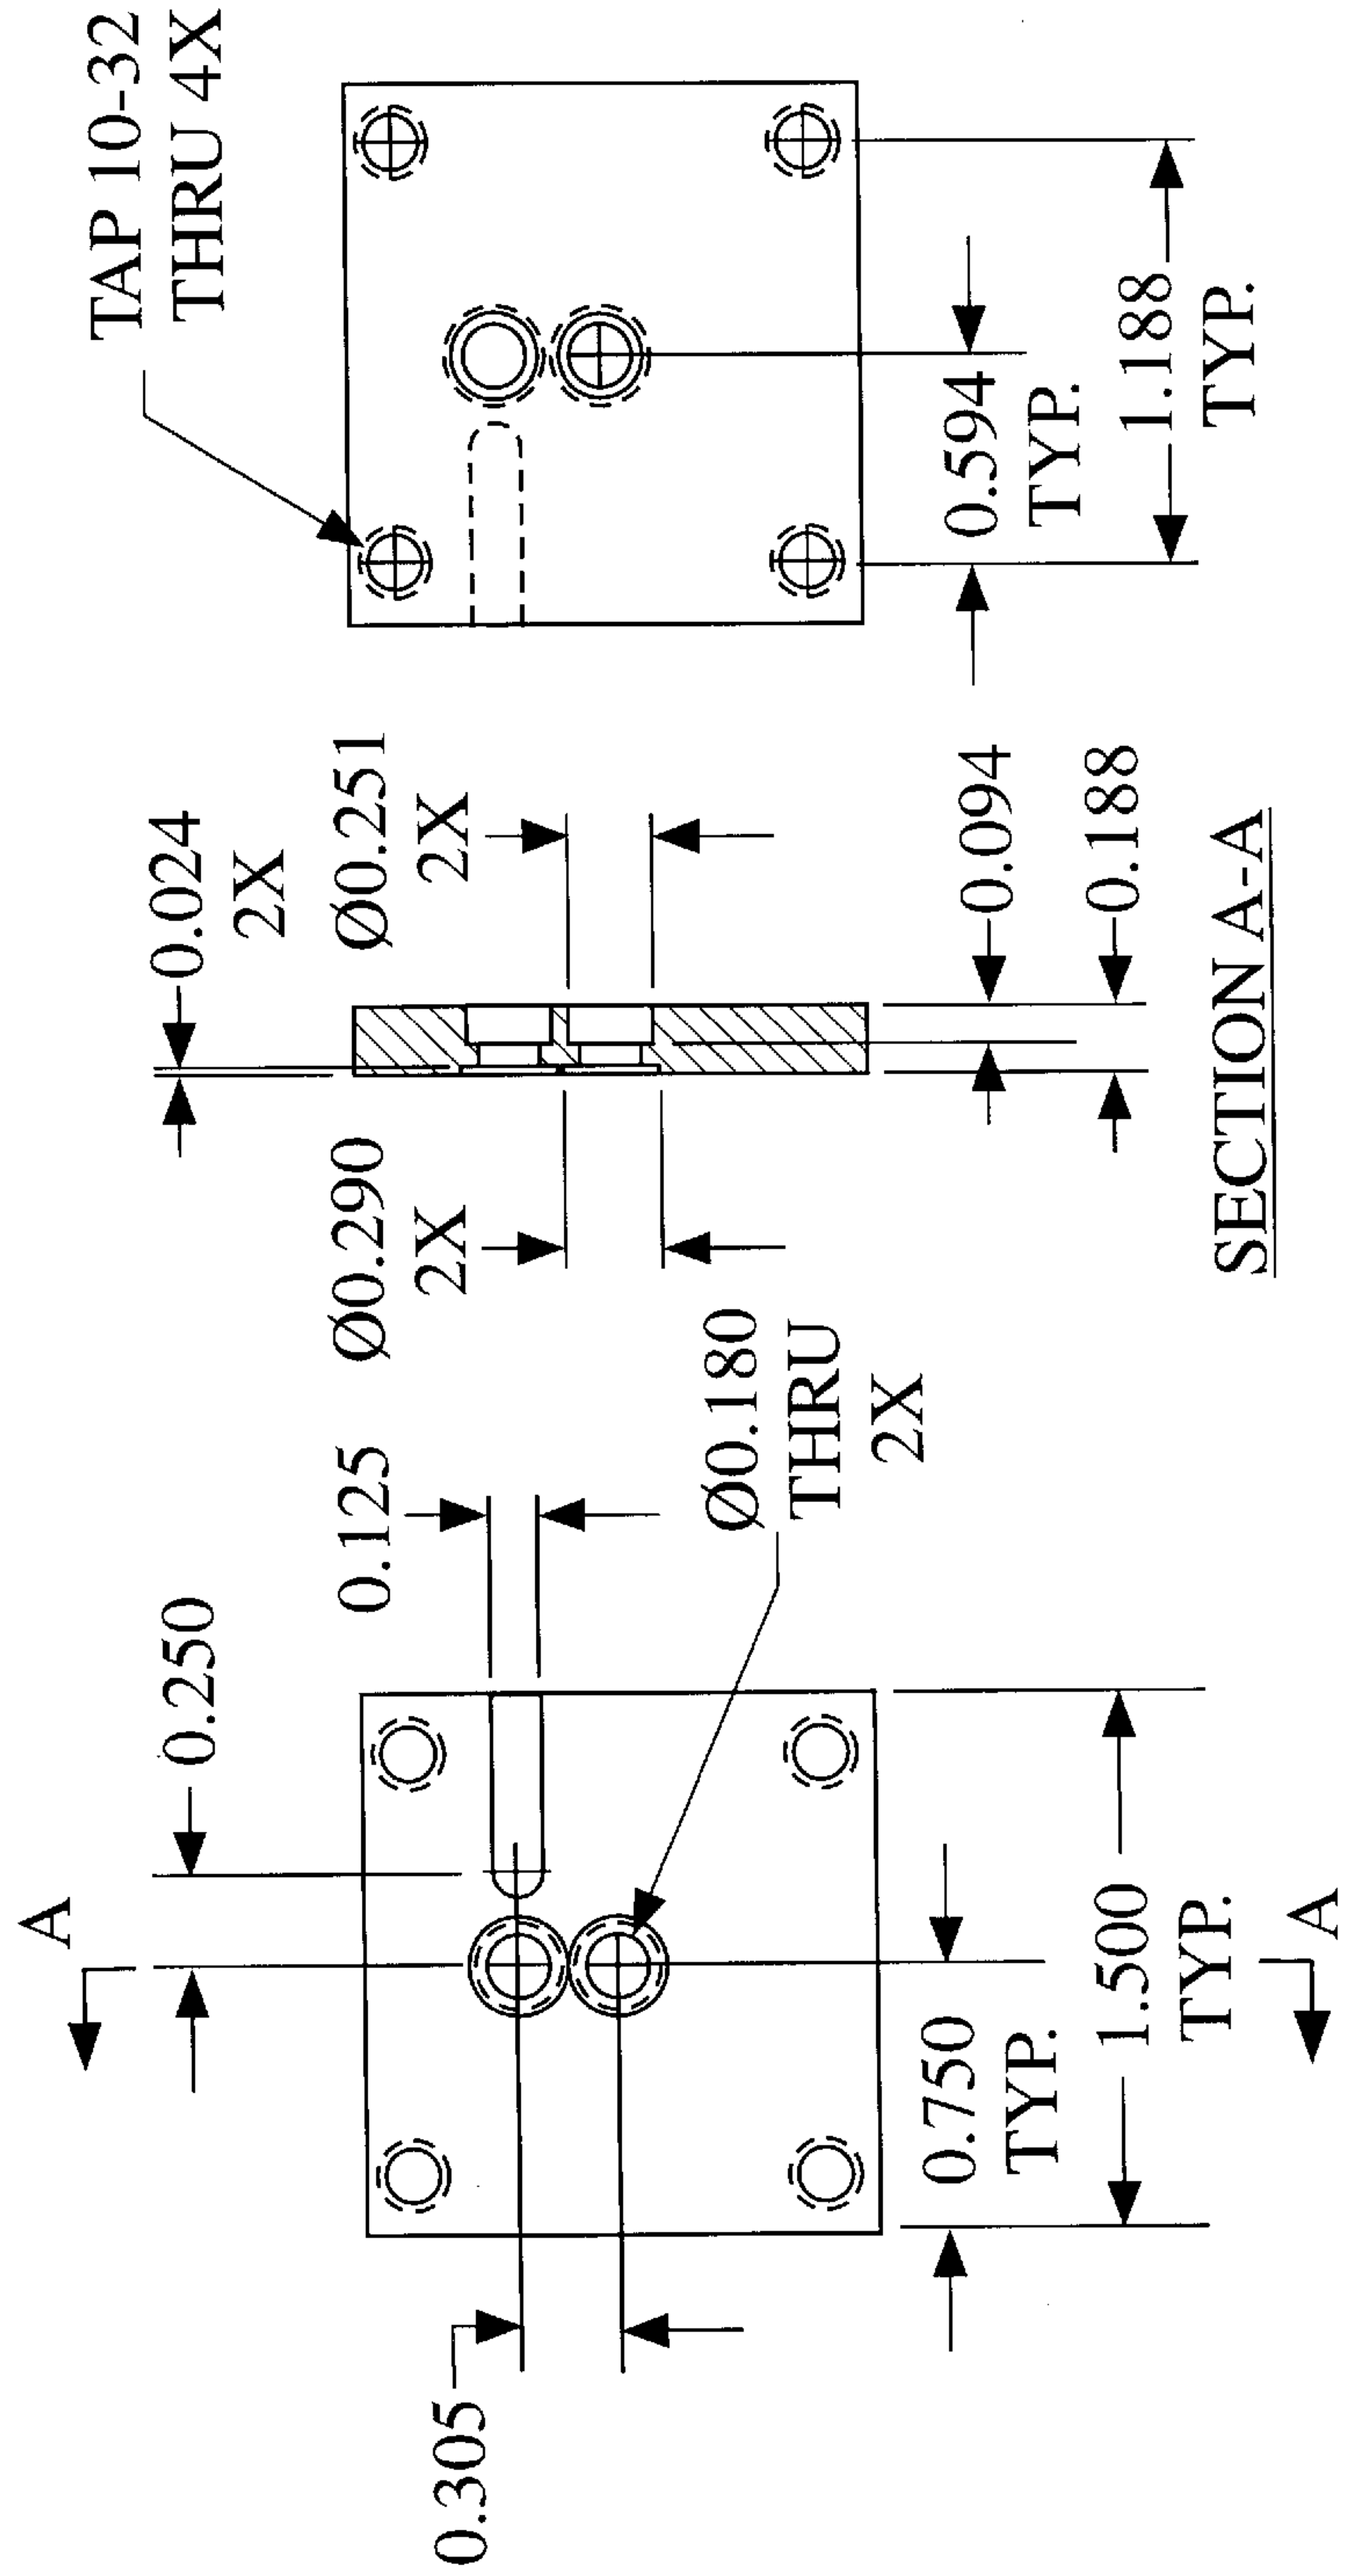 A
0.250
0.125
Ø0.180
THRU
2X
0.305
0.750
TYP.
1.500
TYP.
A
0.024
2X
Ø0.290
2X
Ø0.251
2X
0.094
0.188
SECTION A-A
TAP 10-32
THRU 4X
0.594
TYP.
1.188
TYP.